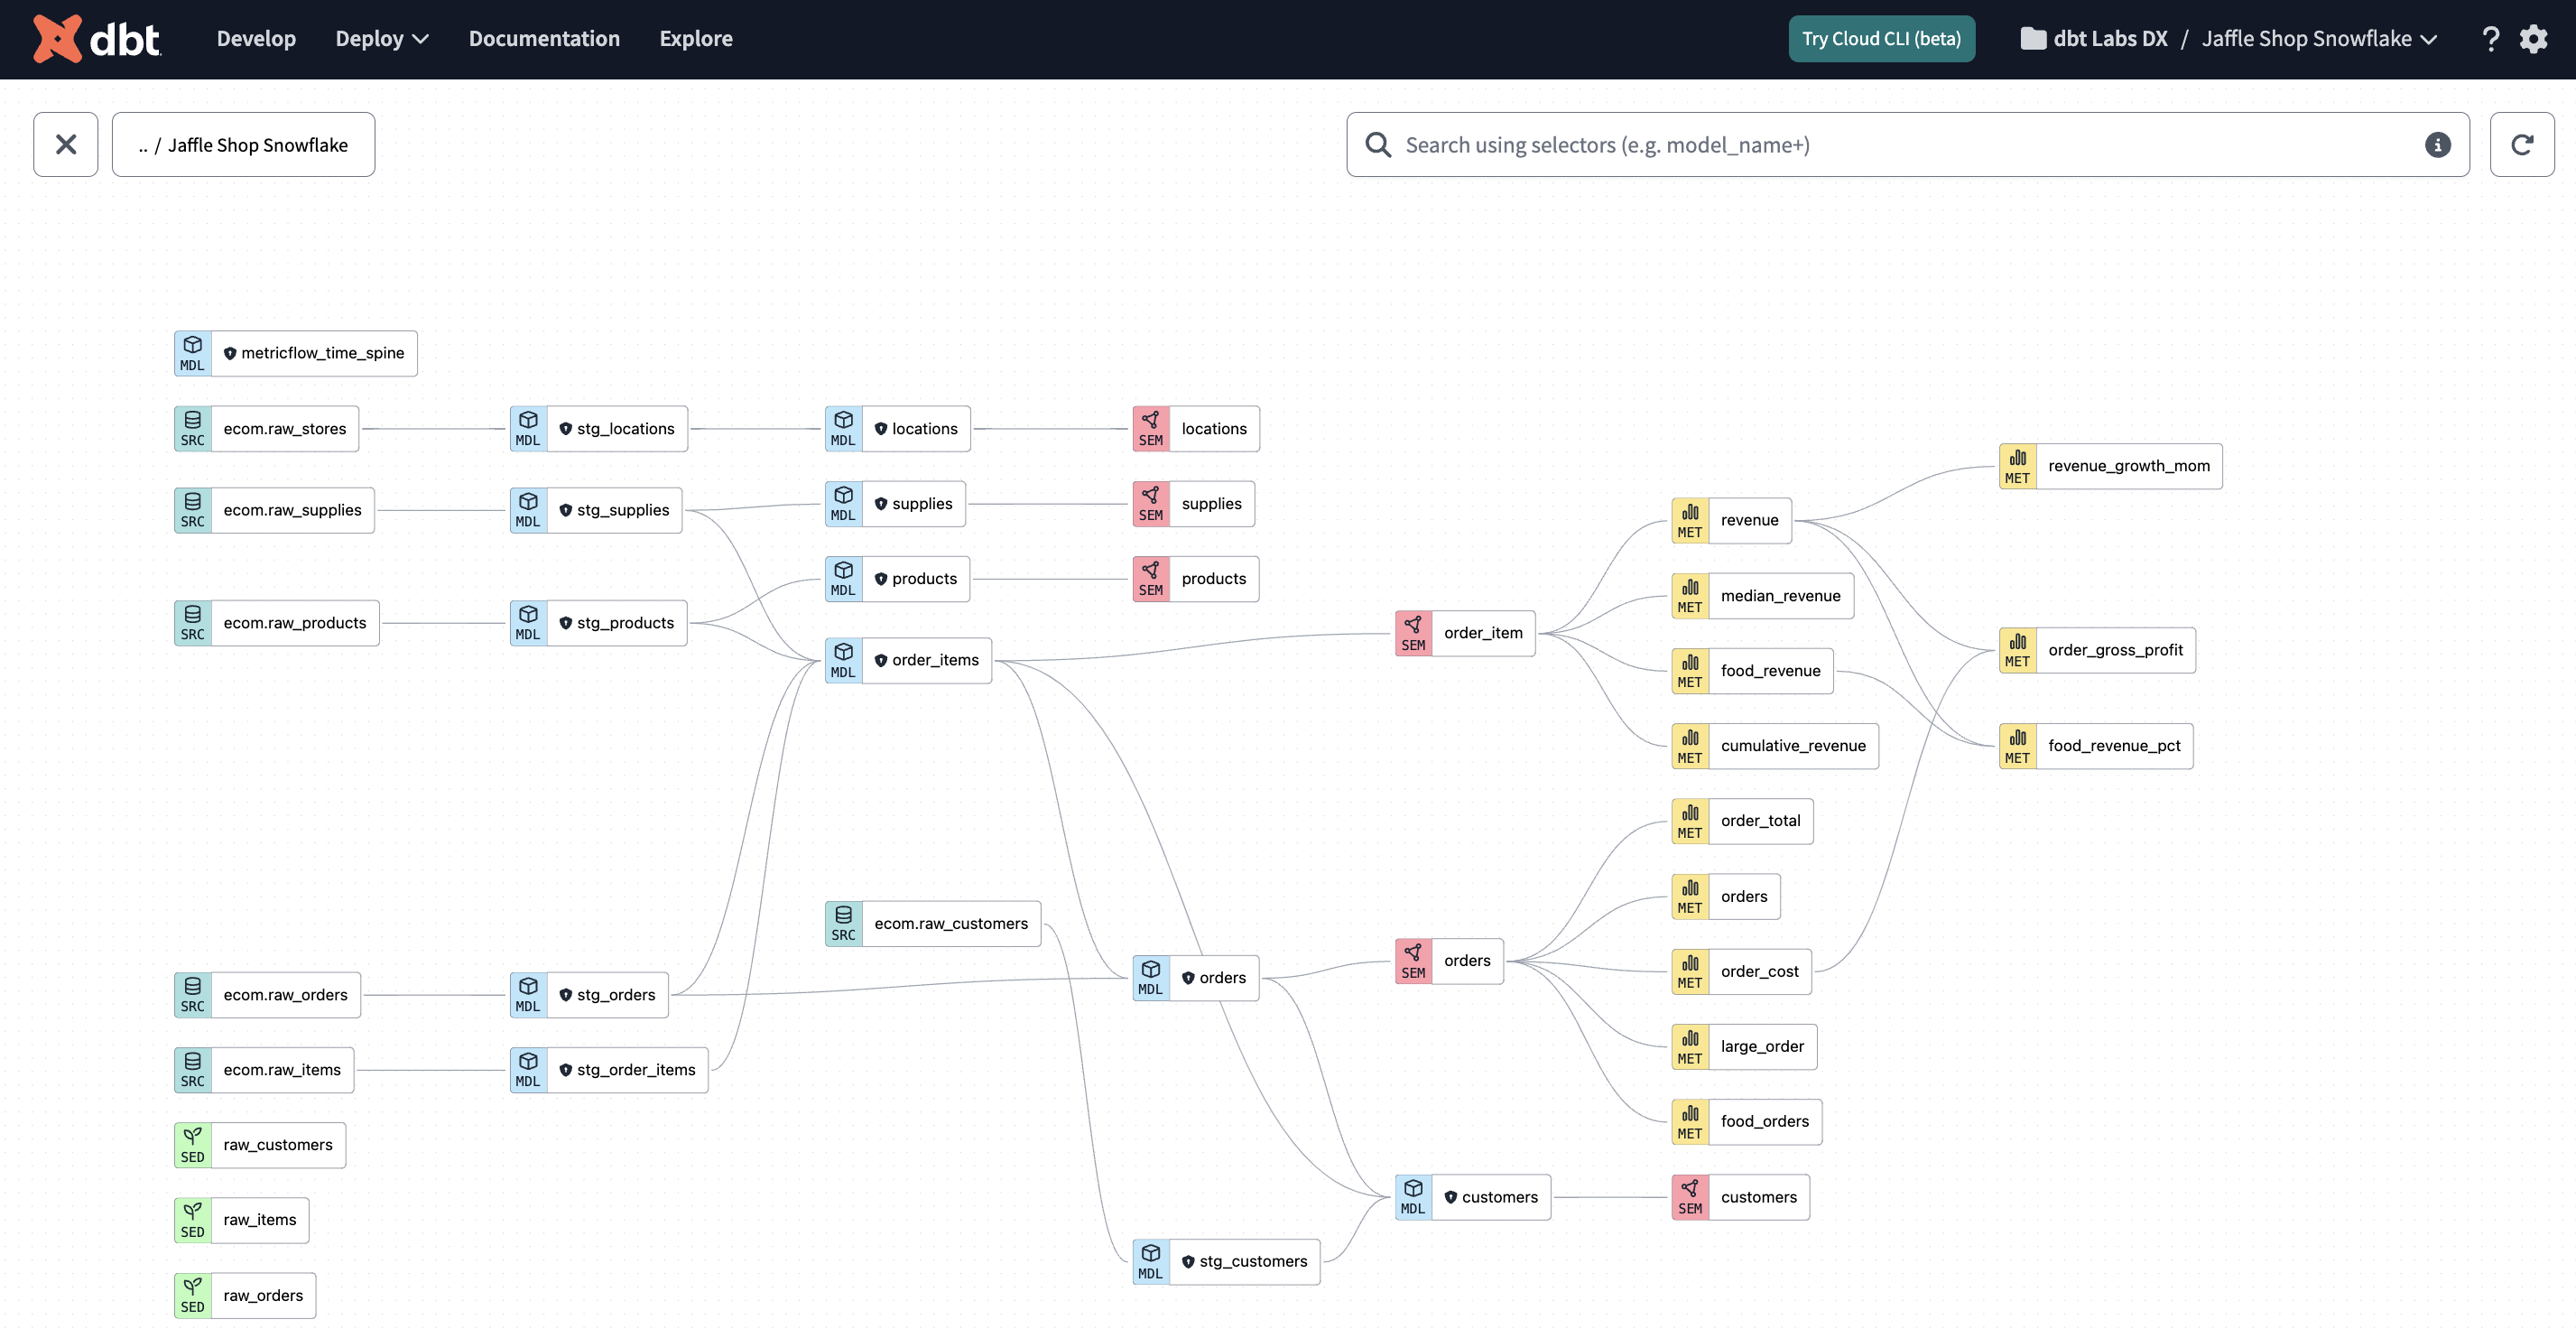 dbt Develop Deploy Documentation Explore Try Cloud CLI (beta) dbt Labs DX / Jaffle Shop Snowflake ?
.. / Jaffle Shop Snowflake Search using selectors (e.g. model_name+)
MDL metricflow_time_spine
SRC ecom.raw_stores
MDL stg_locations
MDL locations
SEM locations
SRC ecom.raw_supplies
MDL stg_supplies
MDL supplies
SEM supplies
MDL products
SEM products
SRC ecom.raw_products
MDL stg_products
MDL order_items
SEM order_item
MET revenue
MET median_revenue
MET food_revenue
MET cumulative_revenue
MET revenue_growth_mom
MET order_gross_profit
MET food_revenue_pct
MET order_total
MET orders
MET order_cost
MET large_order
MET food_orders
SRC ecom.raw_customers
MDL orders
SEM orders
SRC ecom.raw_orders
MDL stg_orders
SRC ecom.raw_items
MDL stg_order_items
SED raw_customers
SED raw_items
SED raw_orders
MDL customers
SEM customers
MDL stg_customers